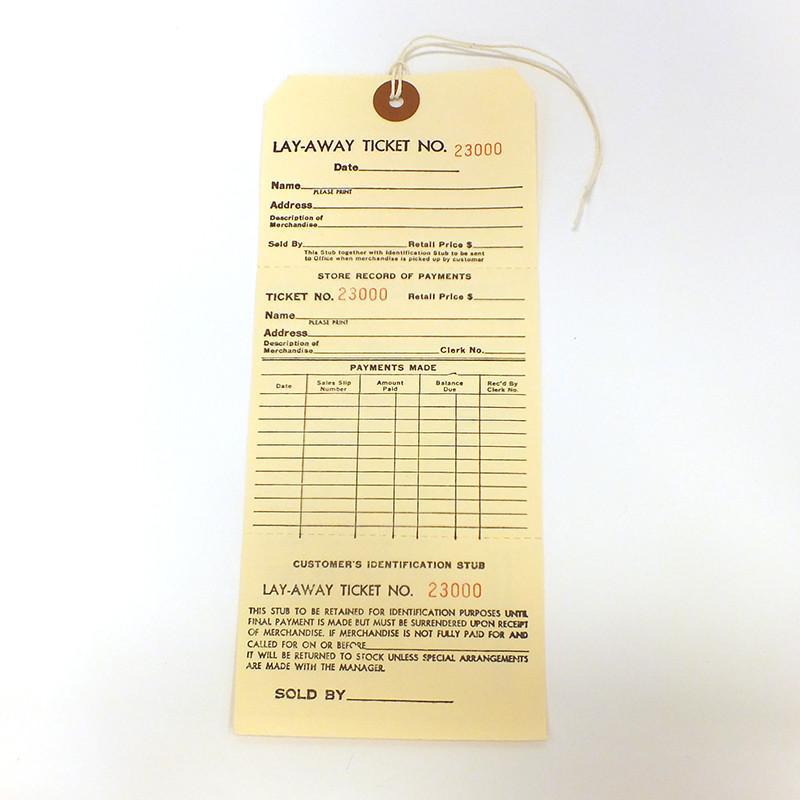 LAY-AWAY TICKET NO. 23000
Date
Name
PLEASE PRINT
Address
Description of
Merchandise
Sold By Retail Price $
This Stub together with Identification Stub to be sent
to Office when merchandise is picked up by customer
STORE RECORD OF PAYMENTS
TICKET NO. 23000 Retail Price $
Name
PLEASE PRINT
Address
Description of
Merchandise Clerk No.
PAYMENTS MADE
Date Sales Slip Number Amount Paid Balance Due Rec'd By Clerk No.
CUSTOMER'S IDENTIFICATION STUB
LAY-AWAY TICKET NO. 23000
THIS STUB TO BE RETAINED FOR IDENTIFICATION PURPOSES UNTIL
FINAL PAYMENT IS MADE BUT MUST BE SURRENDERED UPON RECEIPT
OF MERCHANDISE. IF MERCHANDISE IS NOT FULLY PAID FOR AND
CALLED FOR ON OR BEFORE
IT WILL BE RETURNED TO STOCK UNLESS SPECIAL ARRANGEMENTS
ARE MADE WITH THE MANAGER.
SOLD BY